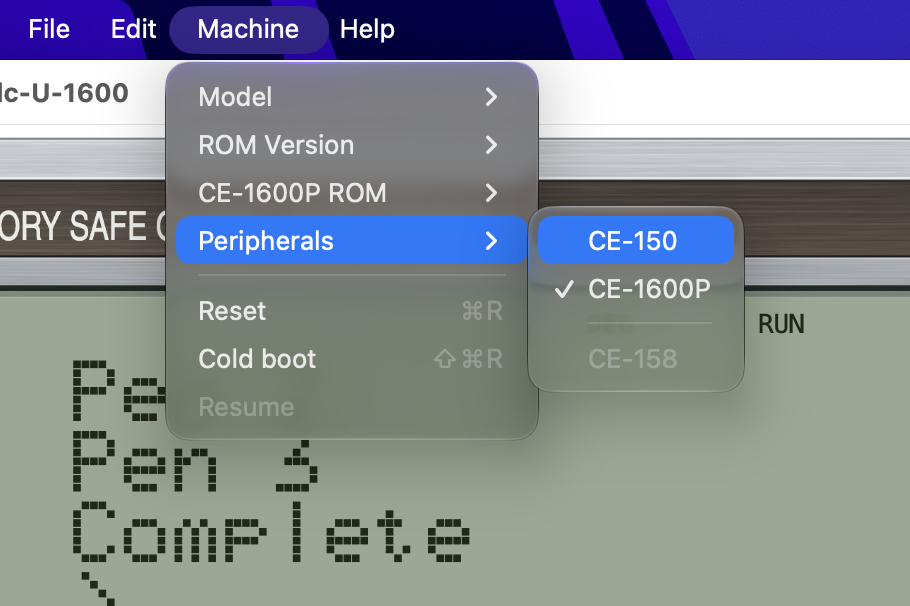 File Edit Machine Help
lc-U-1600
Model
ROM Version
CE-1600P ROM
ORY SAFE
Peripherals
CE-150
✓ CE-1600P
RUN
Reset ⌘R
Cold boot ⇧⌘R
CE-158
Resume
Pe
Pen 3
Complete
>